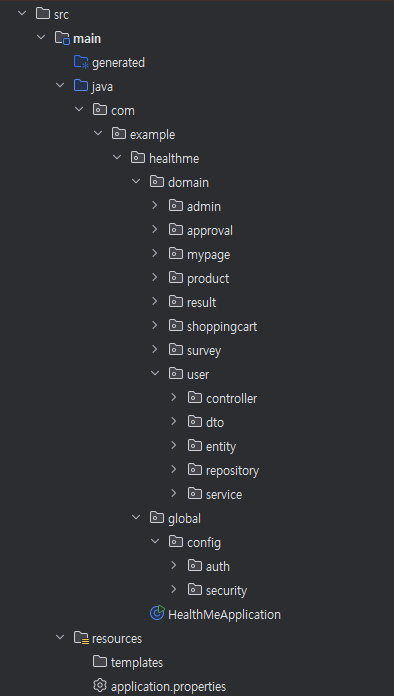 src
main
generated
java
com
example
healthme
domain
admin
approval
mypage
product
result
shoppingcart
survey
user
controller
dto
entity
repository
service
global
config
auth
security
HealthMeApplication
resources
templates
application.properties